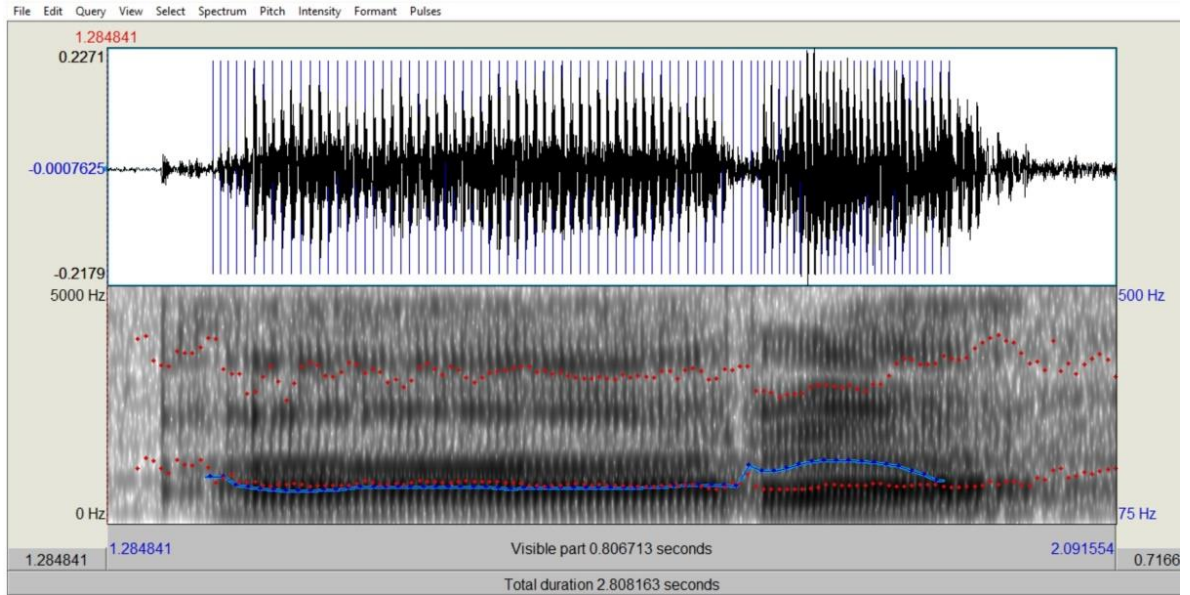 File Edit Query View Select Spectrum Pitch Intensity Formant Pulses
1.284841
0.2271
-0.0007625
-0.2179
5000 Hz 500 Hz
0 Hz 75 Hz
1.284841 Visible part 0.806713 seconds 2.091554
1.284841 0.7166
Total duration 2.808163 seconds